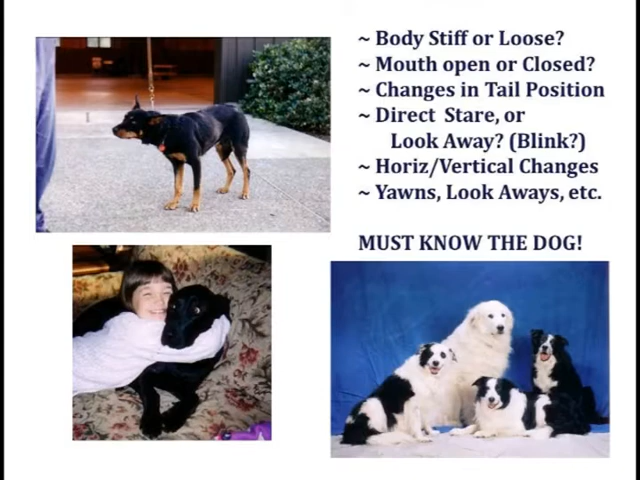 ~ Body Stiff or Loose?
~ Mouth open or Closed?
~ Changes in Tail Position
~ Direct Stare, or
Look Away? (Blink?)
~ Horiz/Vertical Changes
~ Yawns, Look Aways, etc.
MUST KNOW THE DOG!